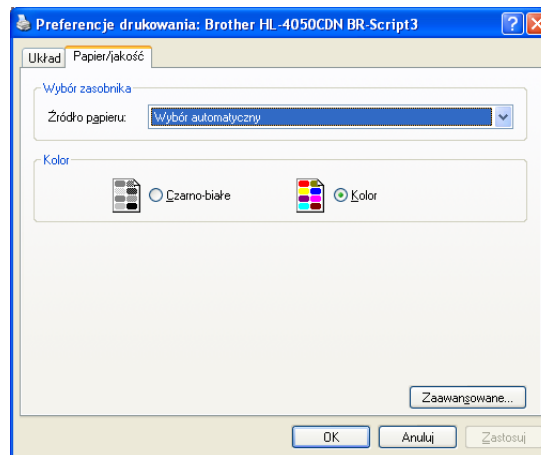 Preferencje drukowania: Brother HL-4050CDN BR-Script3
Układ Papier/jakość
Wybór zasobnika
Źródło papieru: Wybór automatyczny
Kolor
Czarno-białe Kolor
Zaawansowane...
OK Anuluj Zastosuj